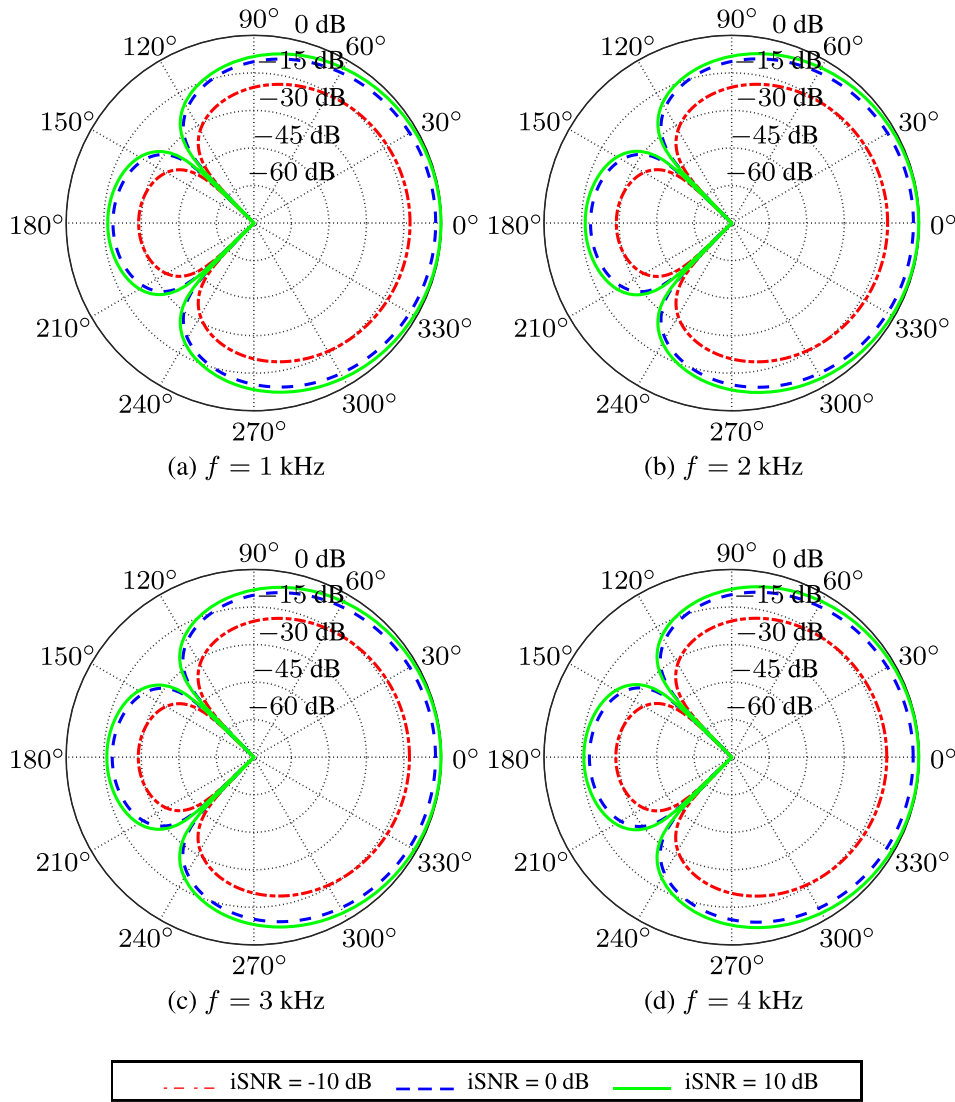 90° 0 dB
120° 60°
−15 dB
−30 dB
150° 30°
−45 dB
−60 dB
180° 0°
210° 330°
240° 300°
270°
(a) f = 1 kHz
90° 0 dB
120° 60°
−15 dB
−30 dB
150° 30°
−45 dB
−60 dB
180° 0°
210° 330°
240° 300°
270°
(b) f = 2 kHz
90° 0 dB
120° 60°
−15 dB
−30 dB
150° 30°
−45 dB
−60 dB
180° 0°
210° 330°
240° 300°
270°
(c) f = 3 kHz
90° 0 dB
120° 60°
−15 dB
−30 dB
150° 30°
−45 dB
−60 dB
180° 0°
210° 330°
240° 300°
270°
(d) f = 4 kHz
iSNR = -10 dB iSNR = 0 dB iSNR = 10 dB